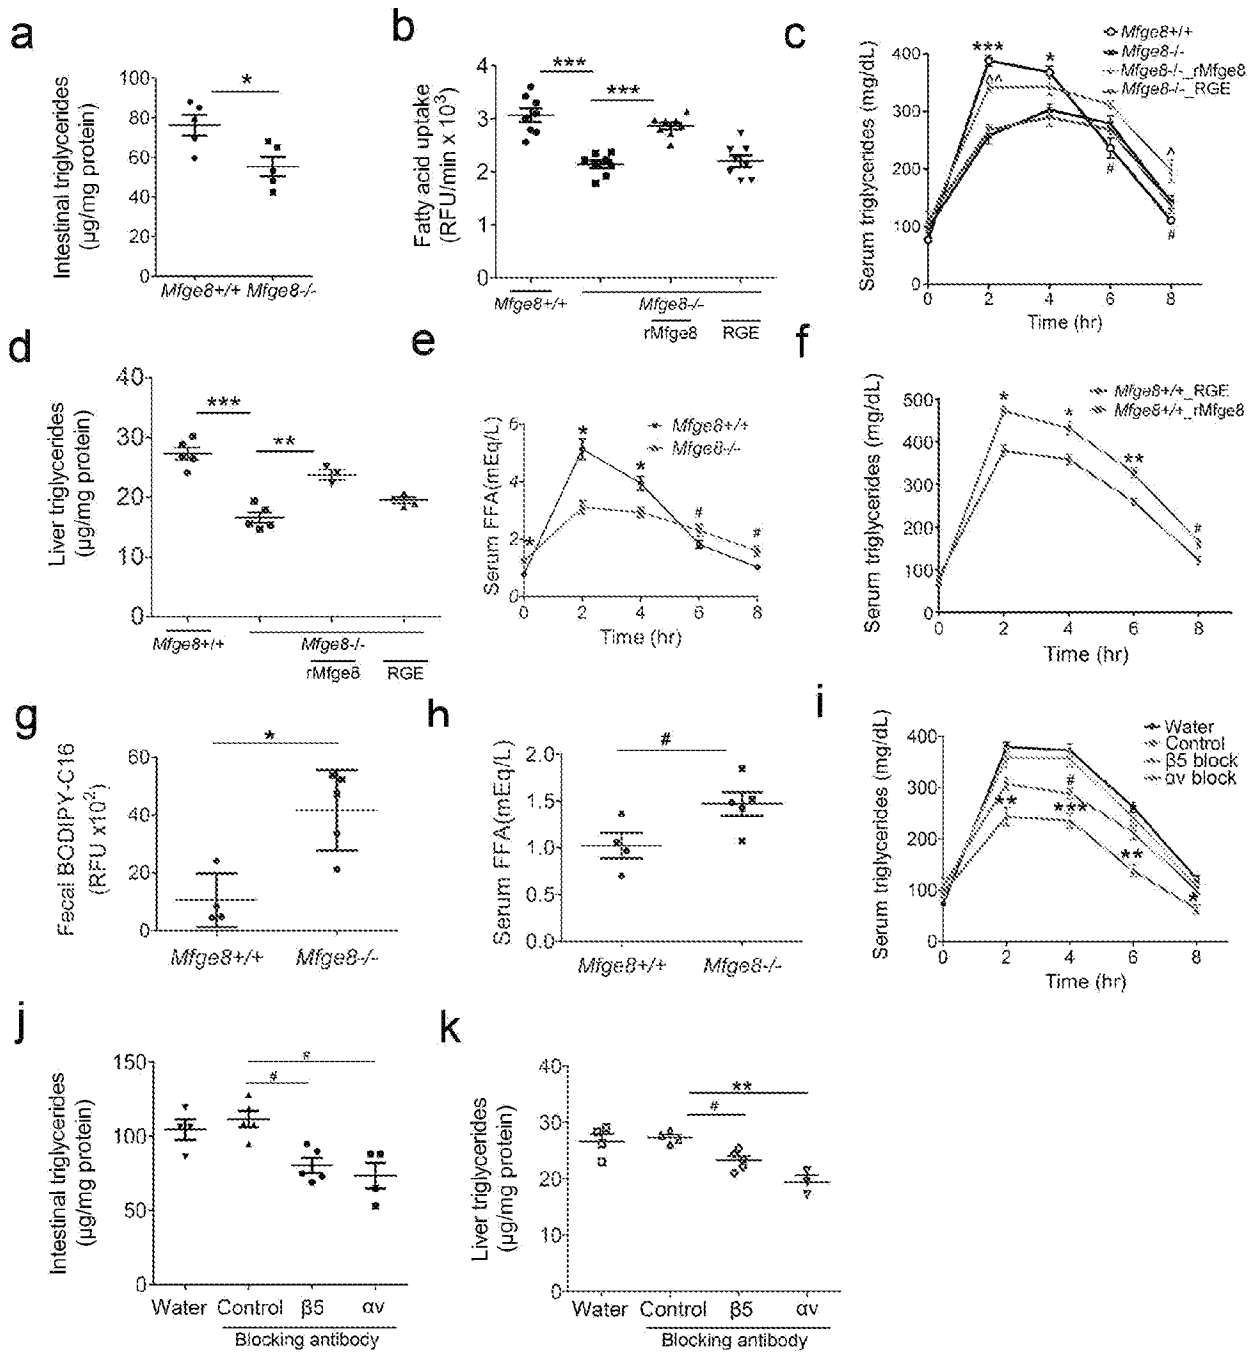 a
Intestinal triglycerides
(µg/mg protein)
100
80
60
40
20
0
*
Mfge8+/+ Mfge8-/-
b
Fatty acid uptake
(RFU/min x 10³)
4
3
2
1
0
***
***
Mfge8+/+
Mfge8-/-
rMfge8
RGE
c
Serum triglycerides (mg/dL)
400
300
200
100
0
Mfge8+/+
Mfge8-/-
Mfge8-/-_rMfge8
Mfge8-/-_RGE
***
*
^^
^
#
#
0 2 4 6 8
Time (hr)
d
Liver triglycerides
(µg/mg protein)
40
30
20
10
0
***
**
Mfge8+/+
Mfge8-/-
rMfge8
RGE
e
Serum FFA(mEq/L)
6
4
2
0
Mfge8+/+
Mfge8-/-
*
*
*
#
#
0 2 4 6 8
Time (hr)
f
Serum triglycerides (mg/dL)
500
400
300
200
100
0
Mfge8+/+_RGE
Mfge8+/+_rMfge8
*
*
**
#
0 2 4 6 8
Time (hr)
g
Fecal BODIPY-C16
(RFU x10²)
60
40
20
0
*
Mfge8+/+ Mfge8-/-
h
Serum FFA(mEq/L)
2.0
1.5
1.0
0.5
0.0
#
Mfge8+/+ Mfge8-/-
i
Serum triglycerides (mg/dL)
400
300
200
100
0
Water
Control
β5 block
αv block
#
**
***
**
*
0 2 4 6 8
Time (hr)
j
Intestinal triglycerides
(µg/mg protein)
150
100
50
0
#
#
Water Control β5 αv
Blocking antibody
k
Liver triglycerides
(µg/mg protein)
40
30
20
10
0
**
#
Water Control β5 αv
Blocking antibody